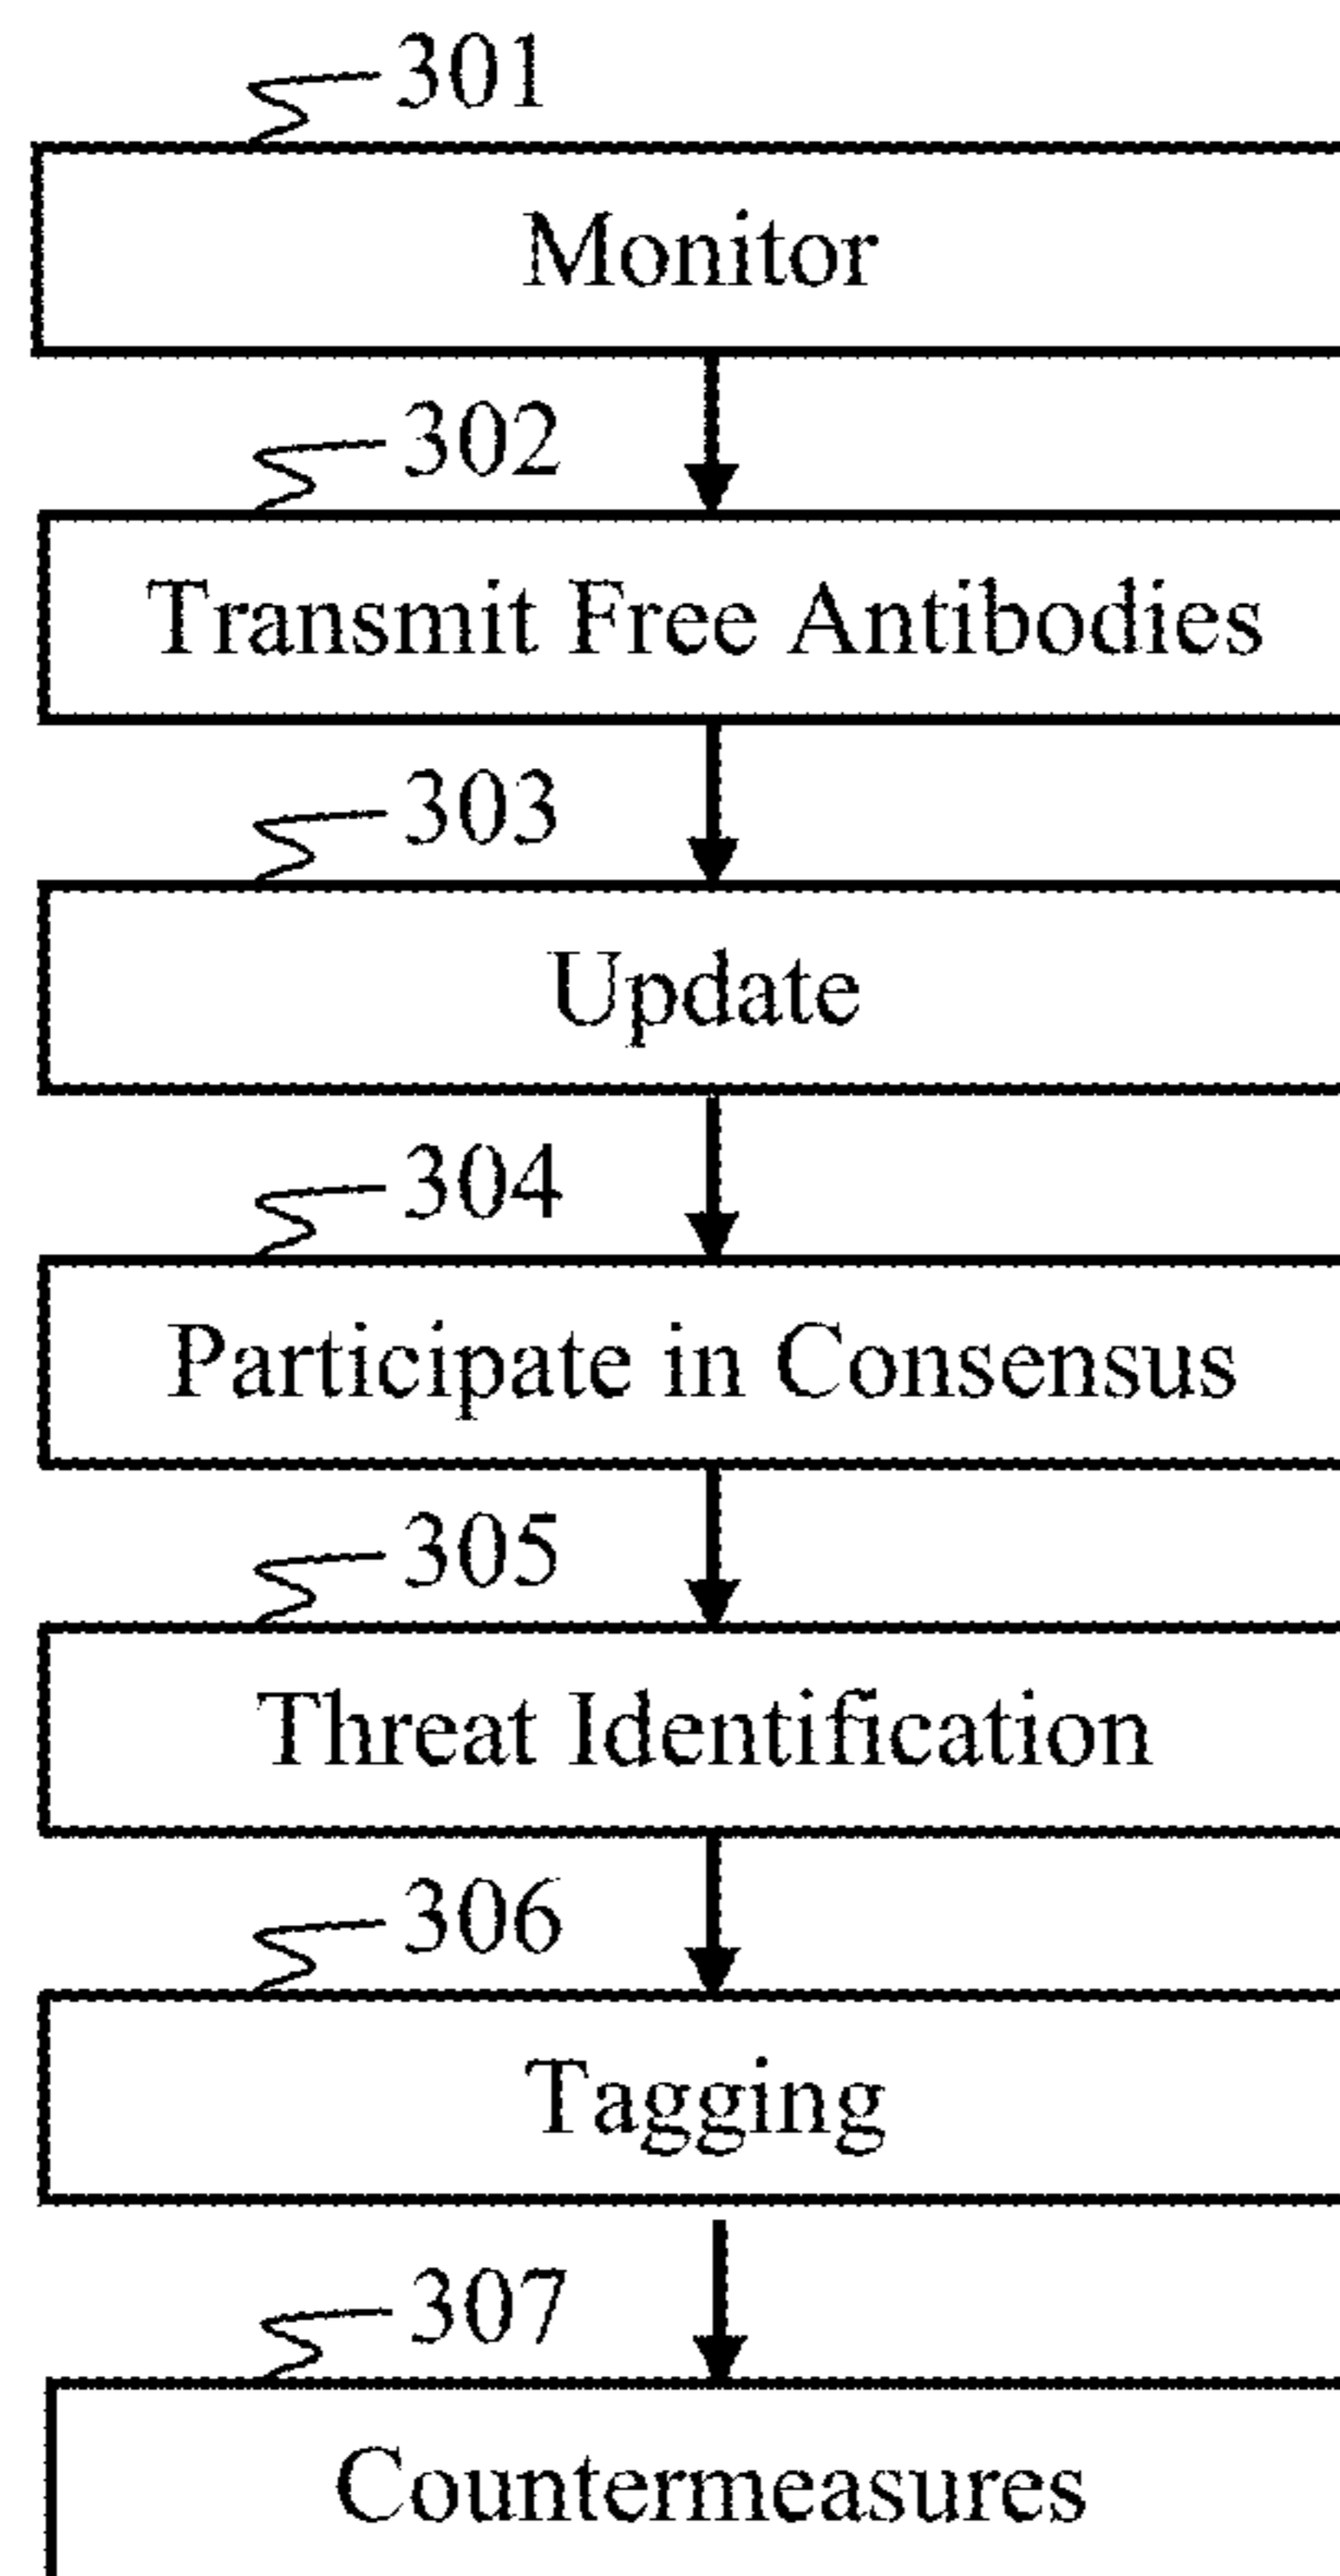 301
Monitor
302
Transmit Free Antibodies
303
Update
304
Participate in Consensus
305
Threat Identification
306
Tagging
307
Countermeasures